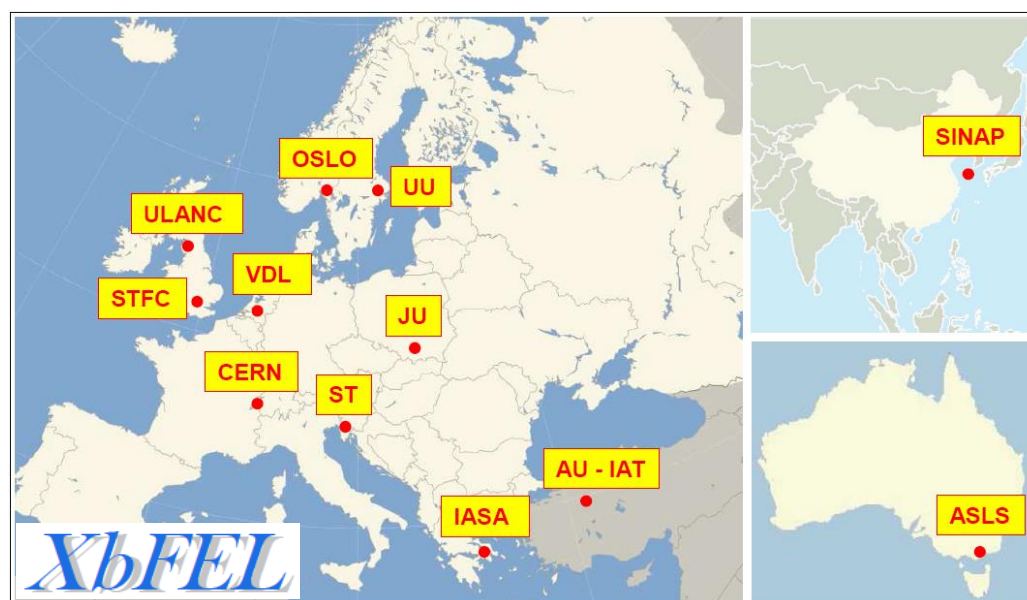 OSLO
UU
ULANC
VDL
STFC
JU
CERN
ST
AU - IAT
IASA
XbFEL
SINAP
ASLS